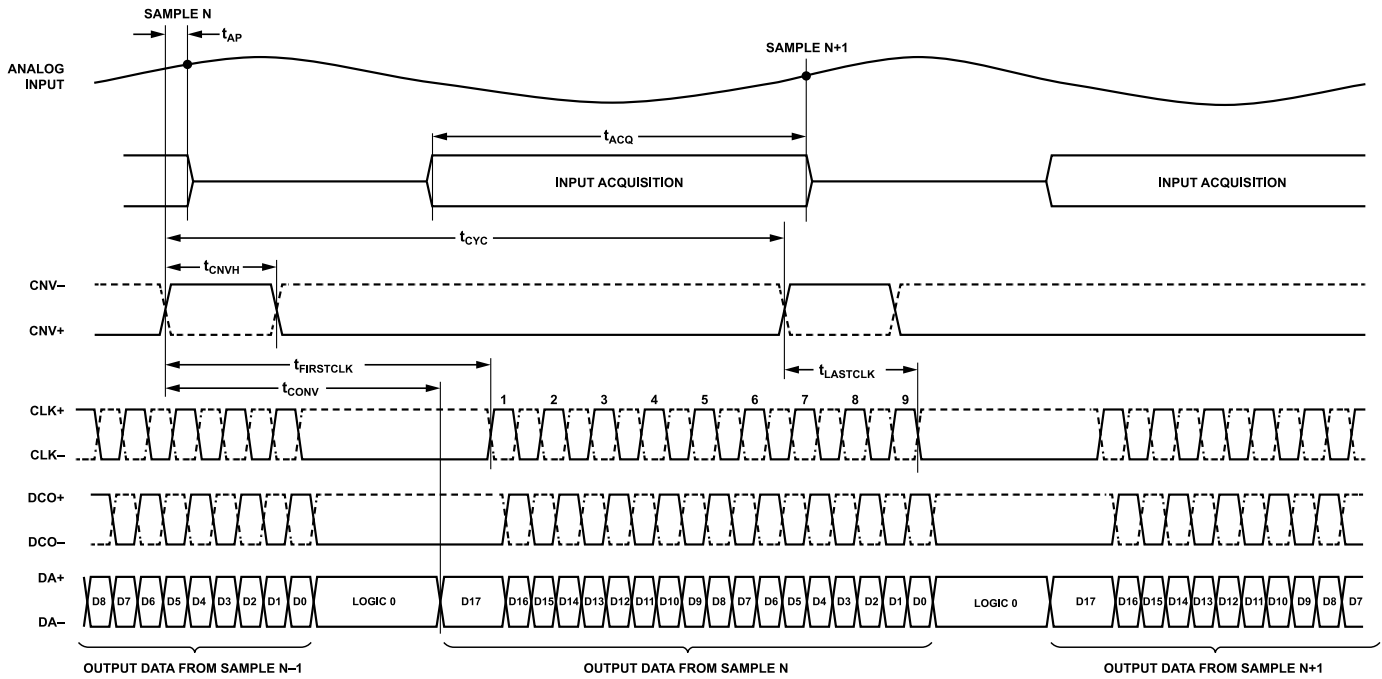 SAMPLE N
tAP
SAMPLE N+1
ANALOG
INPUT
tACQ
INPUT ACQUISITION
INPUT ACQUISITION
tCYC
tCNVH
CNV–
CNV+
tFIRSTCLK
tLASTCLK
tCONV
CLK+
1 2 3 4 5 6 7 8 9
CLK–
DCO+
DCO–
DA+
D8 D7 D6 D5 D4 D3 D2 D1 D0 LOGIC 0 D17 D16 D15 D14 D13 D12 D11 D10 D9 D8 D7 D6 D5 D4 D3 D2 D1 D0 LOGIC 0 D17 D16 D15 D14 D13 D12 D11 D10 D9 D8 D7
DA–
OUTPUT DATA FROM SAMPLE N–1
OUTPUT DATA FROM SAMPLE N
OUTPUT DATA FROM SAMPLE N+1